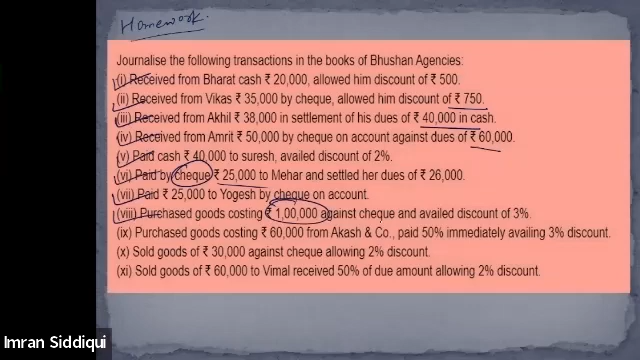 Homework.
Journalise the following transactions in the books of Bhushan Agencies:
(i) Received from Bharat cash ₹ 20,000, allowed him discount of ₹ 500.
(ii) Received from Vikas ₹ 35,000 by cheque, allowed him discount of ₹ 750.
(iii) Received from Akhil ₹ 38,000 in settlement of his dues of ₹ 40,000 in cash.
(iv) Received from Amrit ₹ 50,000 by cheque on account against dues of ₹ 60,000.
(v) Paid cash ₹ 40,000 to suresh, availed discount of 2%.
(vi) Paid by cheque ₹ 25,000 to Mehar and settled her dues of ₹ 26,000.
(vii) Paid ₹ 25,000 to Yogesh by cheque on account.
(viii) Purchased goods costing ₹ 1,00,000 against cheque and availed discount of 3%.
(ix) Purchased goods costing ₹ 60,000 from Akash & Co., paid 50% immediately availing 3% discount.
(x) Sold goods of ₹ 30,000 against cheque allowing 2% discount.
(xi) Sold goods of ₹ 60,000 to Vimal received 50% of due amount allowing 2% discount.
Imran Siddiqui